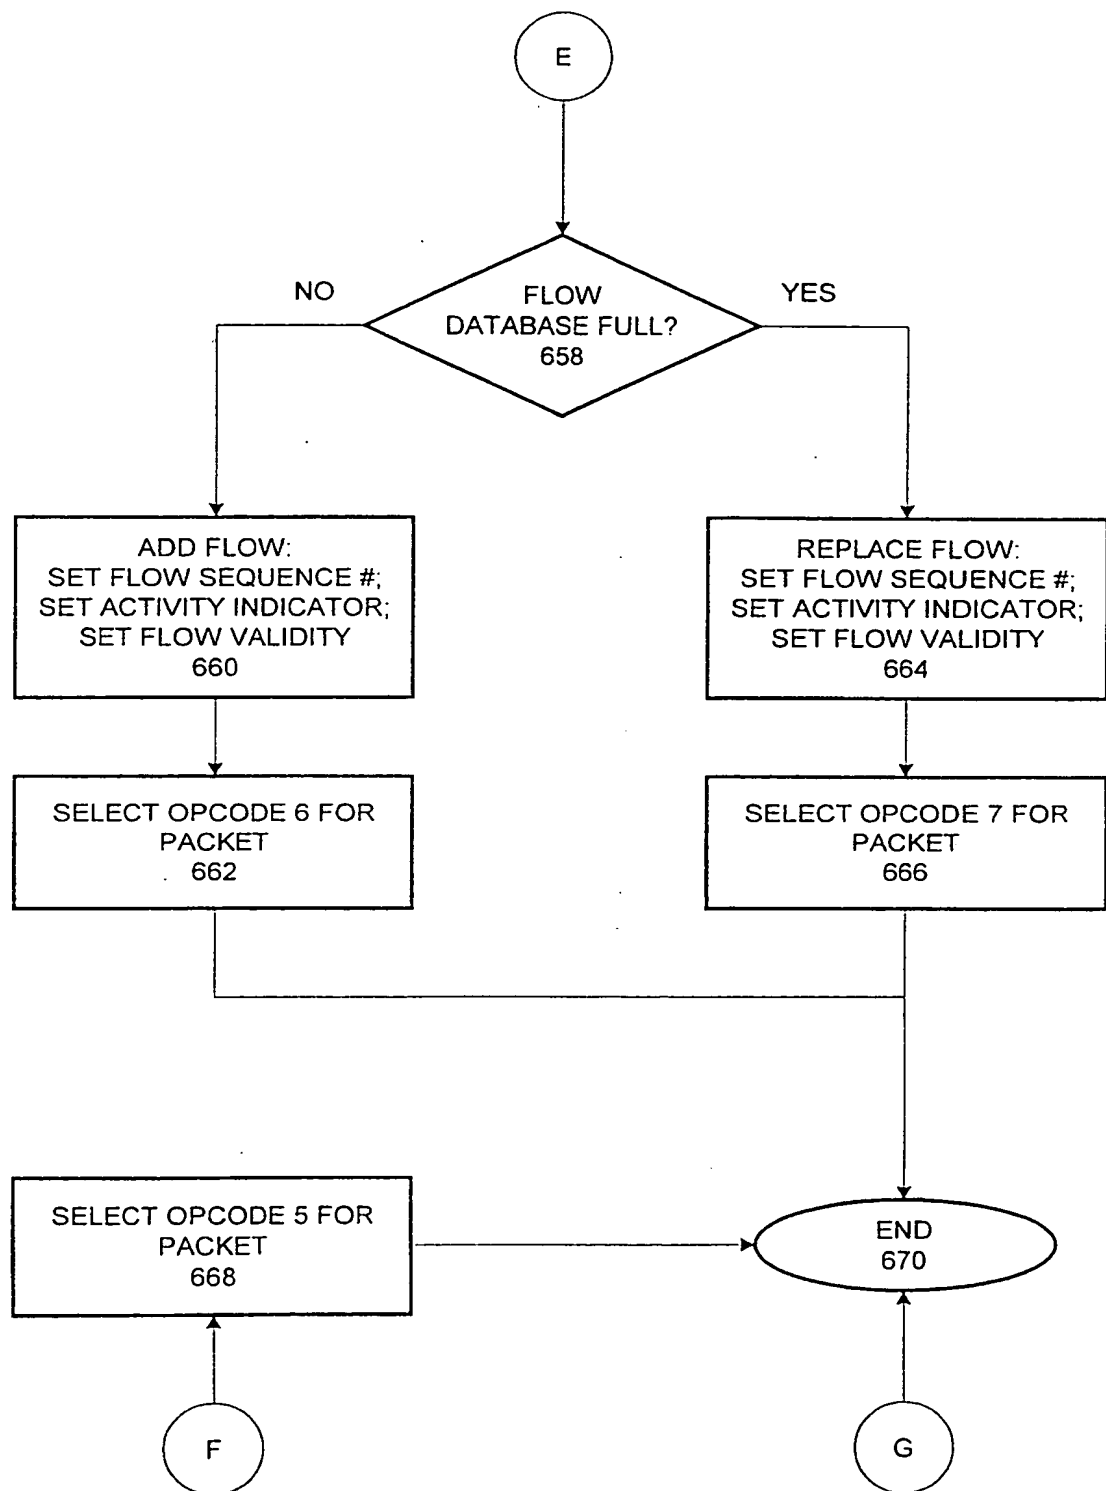 E
NO
YES
FLOW
DATABASE FULL?
658
ADD FLOW:
SET FLOW SEQUENCE #;
SET ACTIVITY INDICATOR;
SET FLOW VALIDITY
660
REPLACE FLOW:
SET FLOW SEQUENCE #;
SET ACTIVITY INDICATOR;
SET FLOW VALIDITY
664
SELECT OPCODE 6 FOR
PACKET
662
SELECT OPCODE 7 FOR
PACKET
666
SELECT OPCODE 5 FOR
PACKET
668
END
670
F
G